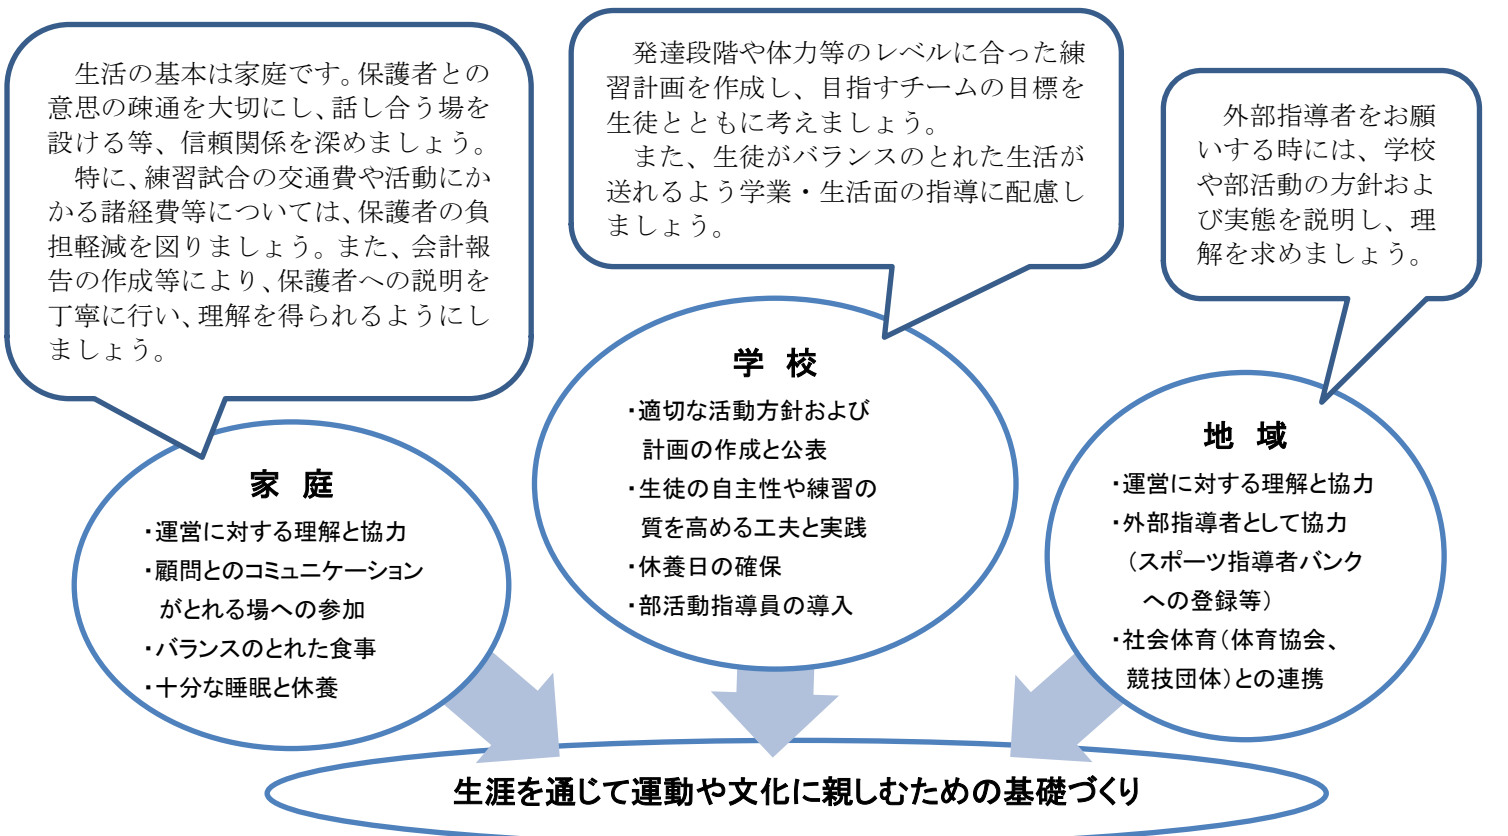 生活の基本は家庭です。保護者との
意思の疎通を大切にし、話し合う場を
設ける等、信頼関係を深めましょう。
特に、練習試合の交通費や活動にか
かる諸経費等については、保護者の負
担軽減を図りましょう。また、会計報
告の作成等により、保護者への説明を
丁寧に行い、理解を得られるようにし
ましょう。
発達段階や体力等のレベルに合った練
習計画を作成し、目指すチームの目標を
生徒とともに考えましょう。
また、生徒がバランスのとれた生活が
送れるよう学業・生活面の指導に配慮し
ましょう。
外部指導者をお願
いする時には、学校
や部活動の方針およ
び実態を説明し、理
解を求めましょう。
家 庭
・運営に対する理解と協力
・顧問とのコミュニケーション
がとれる場への参加
・バランスのとれた食事
・十分な睡眠と休養
学 校
・適切な活動方針および
計画の作成と公表
・生徒の自主性や練習の
質を高める工夫と実践
・休養日の確保
・部活動指導員の導入
地 域
・運営に対する理解と協力
・外部指導者として協力
（スポーツ指導者バンク
への登録等）
・社会体育（体育協会、
競技団体）との連携
生涯を通じて運動や文化に親しむための基礎づくり